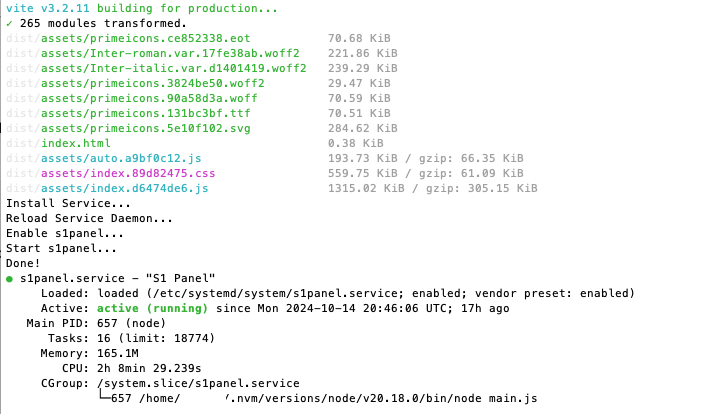 vite v3.2.11 building for production...
✓ 265 modules transformed.
dist/assets/primeicons.ce852338.eot 70.68 KiB
dist/assets/Inter-roman.var.17fe38ab.woff2 221.86 KiB
dist/assets/Inter-italic.var.d1401419.woff2 239.29 KiB
dist/assets/primeicons.3824be50.woff2 29.47 KiB
dist/assets/primeicons.90a58d3a.woff 70.59 KiB
dist/assets/primeicons.131bc3bf.ttf 70.51 KiB
dist/assets/primeicons.5e10f102.svg 284.62 KiB
dist/index.html 0.38 KiB
dist/assets/auto.a9bf0c12.js 193.73 KiB / gzip: 66.35 KiB
dist/assets/index.89d82475.css 559.75 KiB / gzip: 61.09 KiB
dist/assets/index.d6474de6.js 1315.02 KiB / gzip: 305.15 KiB
Install Service...
Reload Service Daemon...
Enable s1panel...
Start s1panel...
Done!
● s1panel.service - "S1 Panel"
Loaded: loaded (/etc/systemd/system/s1panel.service; enabled; vendor preset: enabled)
Active: active (running) since Mon 2024-10-14 20:46:06 UTC; 17h ago
Main PID: 657 (node)
Tasks: 16 (limit: 18774)
Memory: 165.1M
CPU: 2h 8min 29.239s
CGroup: /system.slice/s1panel.service
└─657 /home/ /.nvm/versions/node/v20.18.0/bin/node main.js